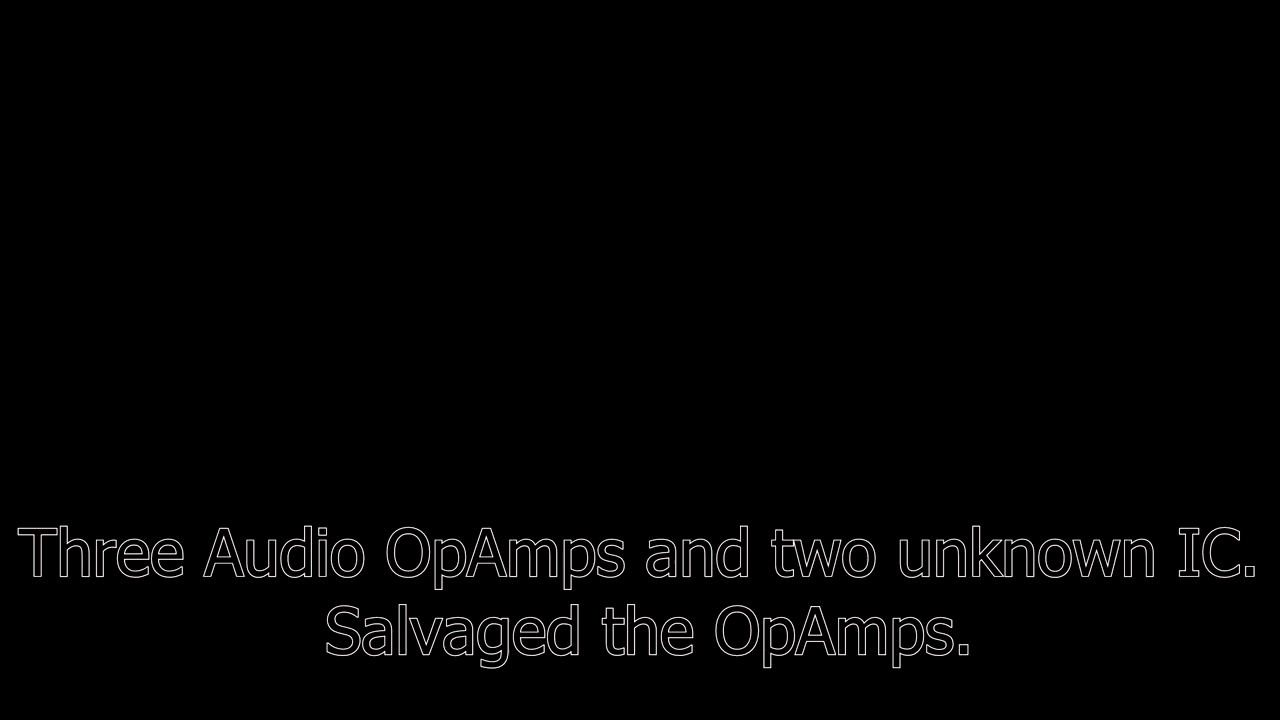 Three Audio OpAmps and two unknown IC.
Salvaged the OpAmps.